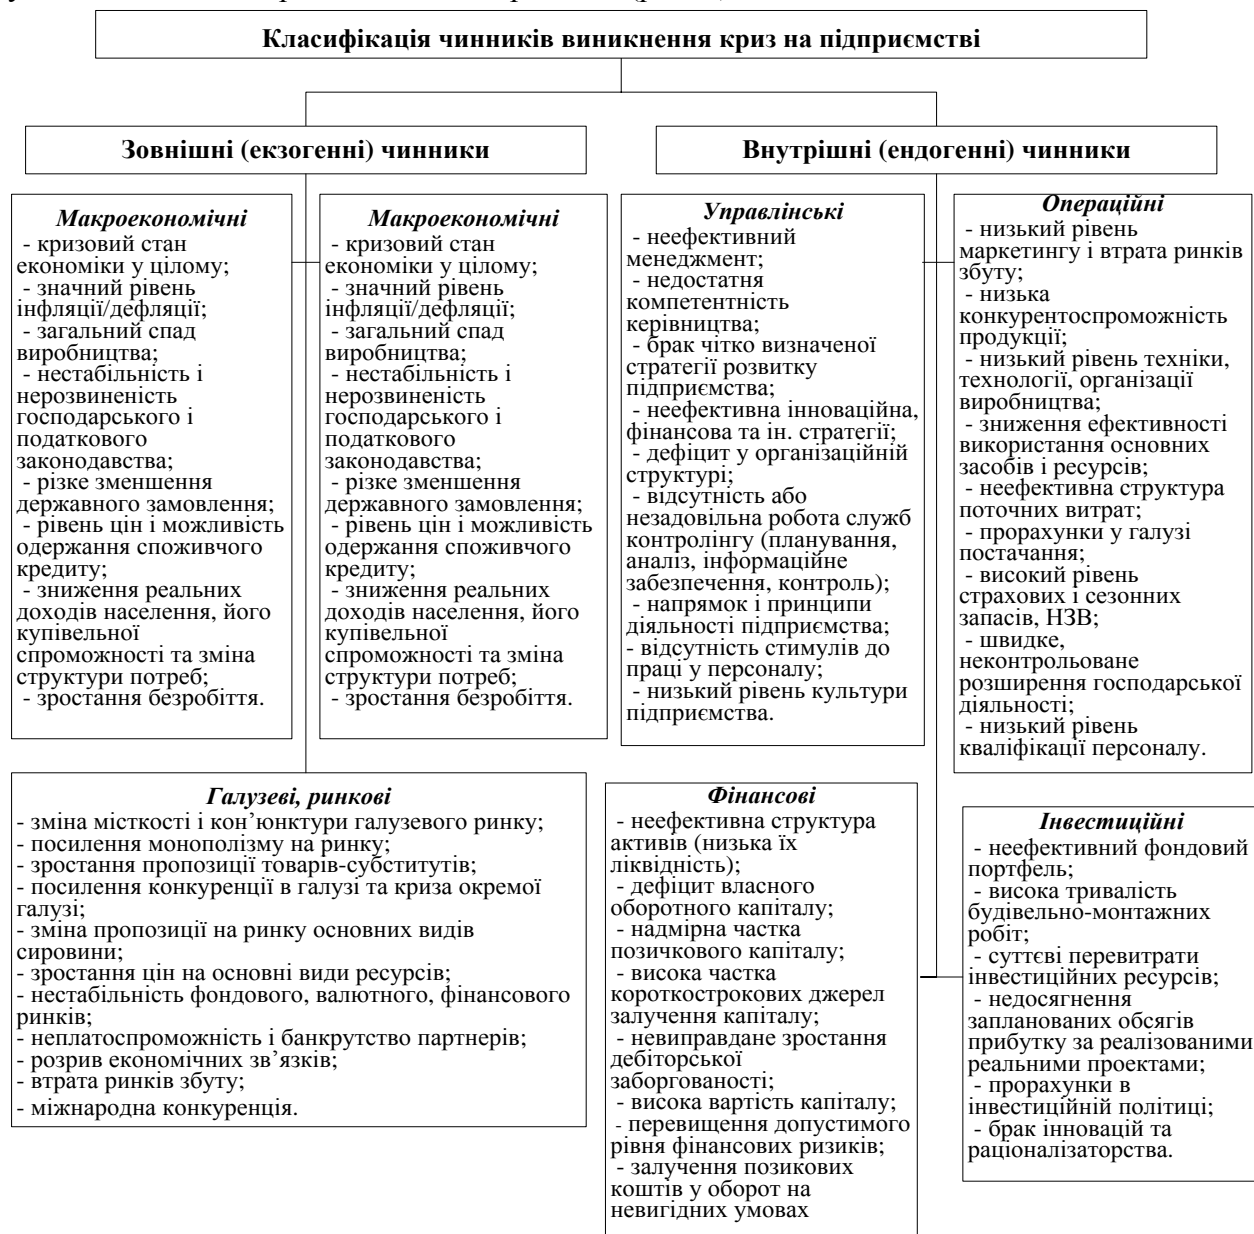 Класифікація чинників виникнення криз на підприємстві
Зовнішні (екзогенні) чинники
Внутрішні (ендогенні) чинники
Макроекономічні
- кризовий стан
економіки у цілому;
- значний рівень
інфляції/дефляції;
- загальний спад
виробництва;
- нестабільність і
нерозвиненість
господарського і
податкового
законодавства;
- різке зменшення
державного замовлення;
- рівень цін і можливість
одержання споживчого
кредиту;
- зниження реальних
доходів населення, його
купівельної
спроможності та зміна
структури потреб;
- зростання безробіття.
Макроекономічні
- кризовий стан
економіки у цілому;
- значний рівень
інфляції/дефляції;
- загальний спад
виробництва;
- нестабільність і
нерозвиненість
господарського і
податкового
законодавства;
- різке зменшення
державного замовлення;
- рівень цін і можливість
одержання споживчого
кредиту;
- зниження реальних
доходів населення, його
купівельної
спроможності та зміна
структури потреб;
- зростання безробіття.
Управлінські
- неефективний
менеджмент;
- недостатня
компетентність
керівництва;
- брак чітко визначеної
стратегії розвитку
підприємства;
- неефективна інноваційна,
фінансова та ін. стратегії;
- дефіцит у організаційній
структурі;
- відсутність або
незадовільна робота служб
контролінгу (планування,
аналіз, інформаційне
забезпечення, контроль);
- напрямок і принципи
діяльності підприємства;
- відсутність стимулів до
праці у персоналу;
- низький рівень культури
підприємства.
Операційні
- низький рівень
маркетингу і втрата ринків
збуту;
- низька
конкурентоспроможність
продукції;
- низький рівень техніки,
технології, організації
виробництва;
- зниження ефективності
використання основних
засобів і ресурсів;
- неефективна структура
поточних витрат;
- прорахунки у галузі
постачання;
- високий рівень
страхових і сезонних
запасів, НЗВ;
- швидке,
неконтрольоване
розширення господарської
діяльності;
- низький рівень
кваліфікації персоналу.
Галузеві, ринкові
- зміна місткості і кон’юнктури галузевого ринку;
- посилення монополізму на ринку;
- зростання пропозиції товарів-субститутів;
- посилення конкуренції в галузі та криза окремої
галузі;
- зміна пропозиції на ринку основних видів
сировини;
- зростання цін на основні види ресурсів;
- нестабільність фондового, валютного, фінансового
ринків;
- неплатоспроможність і банкрутство партнерів;
- розрив економічних зв’язків;
- втрата ринків збуту;
- міжнародна конкуренція.
Фінансові
- неефективна структура
активів (низька їх
ліквідність);
- дефіцит власного
оборотного капіталу;
- надмірна частка
позичкового капіталу;
- висока частка
короткострокових джерел
залучення капіталу;
- невиправдане зростання
дебіторської
заборгованості;
- висока вартість капіталу;
- перевищення допустимого
рівня фінансових ризиків;
- залучення позикових
коштів у оборот на
невигідних умовах
Інвестиційні
- неефективний фондовий
портфель;
- висока тривалість
будівельно-монтажних
робіт;
- суттєві перевитрати
інвестиційних ресурсів;
- недосягнення
запланованих обсягів
прибутку за реалізованими
реальними проектами;
- прорахунки в
інвестиційній політиці;
- брак інновацій та
раціоналізаторства.